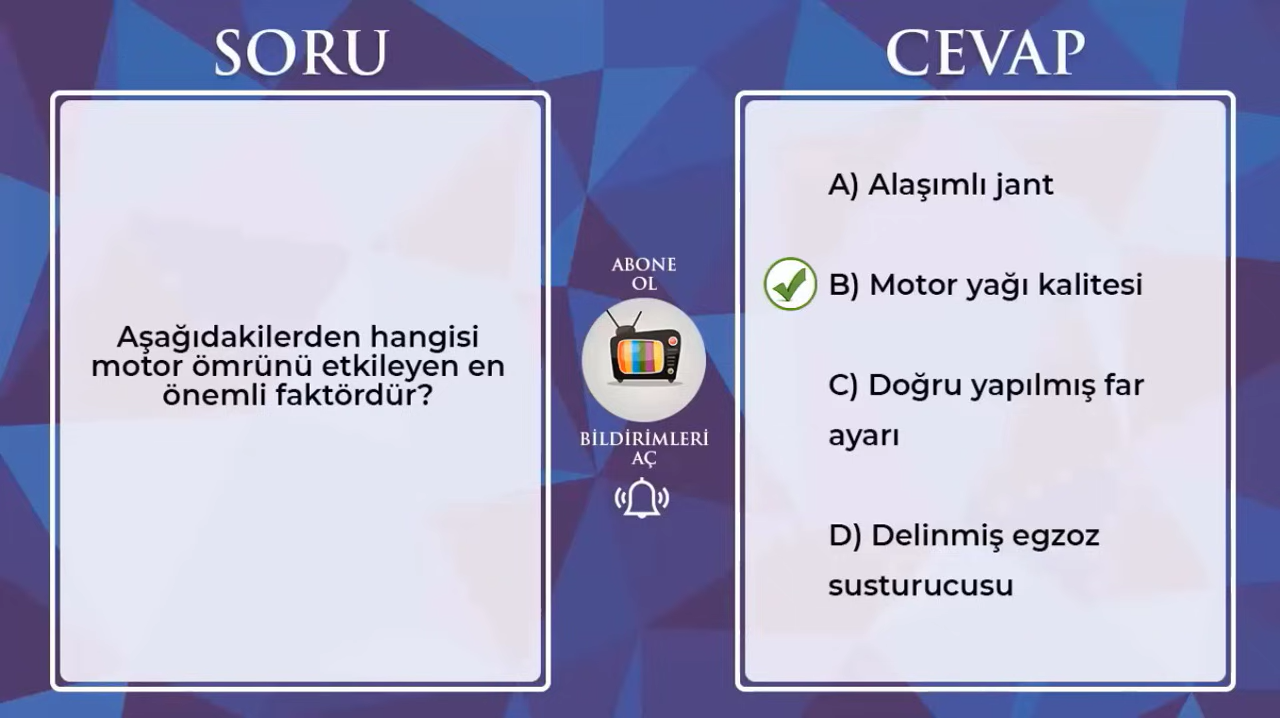 SORU
Aşağıdakilerden hangisi
motor ömrünü etkileyen en
önemli faktördür?
ABONE
OL
BİLDİRİMLERİ
AÇ
CEVAP
A) Alaşımlı jant
B) Motor yağı kalitesi
C) Doğru yapılmış far
ayarı
D) Delinmiş egzoz
susturucusu